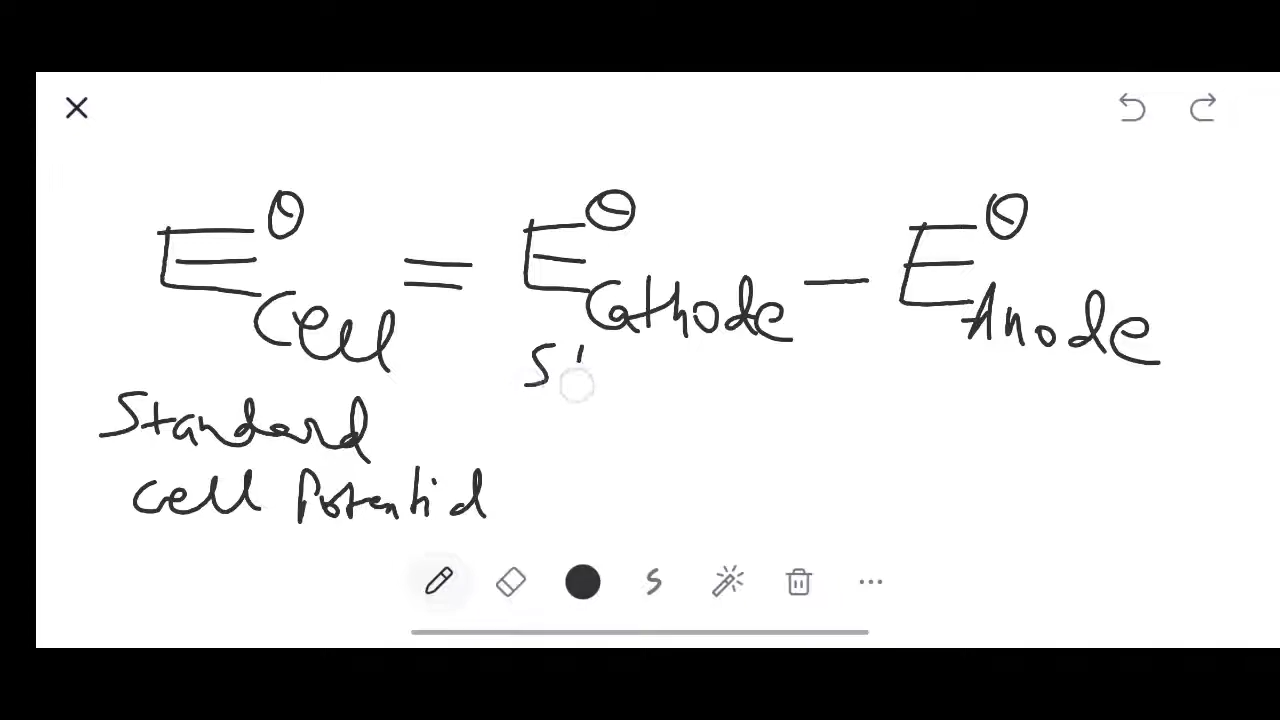 E⊖ Cell = E⊖ Cathode — E⊖ Anode
Standard
Cell Potential